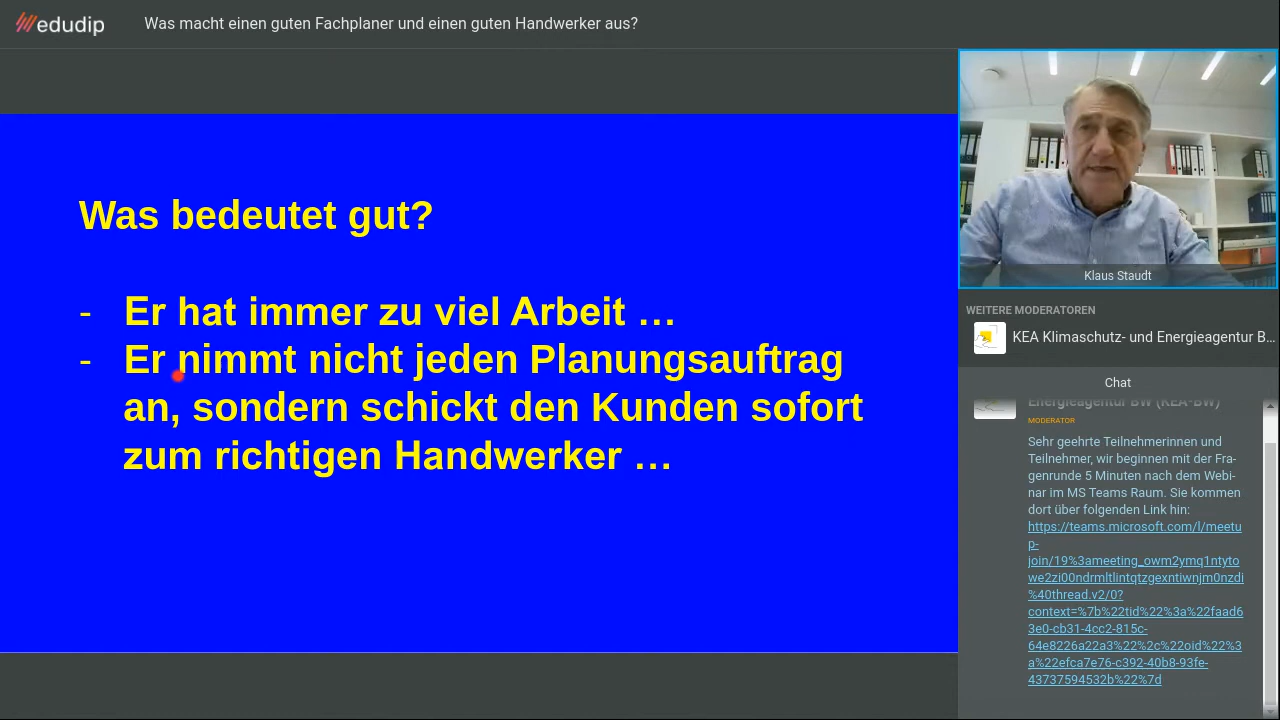 edudip
Was macht einen guten Fachplaner und einen guten Handwerker aus?
Was bedeutet gut?
- Er hat immer zu viel Arbeit …
- Er nimmt nicht jeden Planungsauftrag
an, sondern schickt den Kunden sofort
zum richtigen Handwerker …
Klaus Staudt
WEITERE MODERATOREN
KEA Klimaschutz- und Energieagentur B...
Chat
Energieagentur BW (KEA-BW)
MODERATOR
Sehr geehrte Teilnehmerinnen und
Teilnehmer, wir beginnen mit der Fra-
genrunde 5 Minuten nach dem Webi-
nar im MS Teams Raum. Sie kommen
dort über folgenden Link hin:
https://teams.microsoft.com/l/meetu
p-
join/19%3ameeting_owm2ymq1ntyto
we2zi00ndrmltlintqtzgexntiwnjm0nzdi
%40thread.v2/0?
context=%7b%22tid%22%3a%22faad6
3e0-cb31-4cc2-815c-
64e8226a22a3%22%2c%22oid%22%3
a%22efca7e76-c392-40b8-93fe-
43737594532b%22%7d